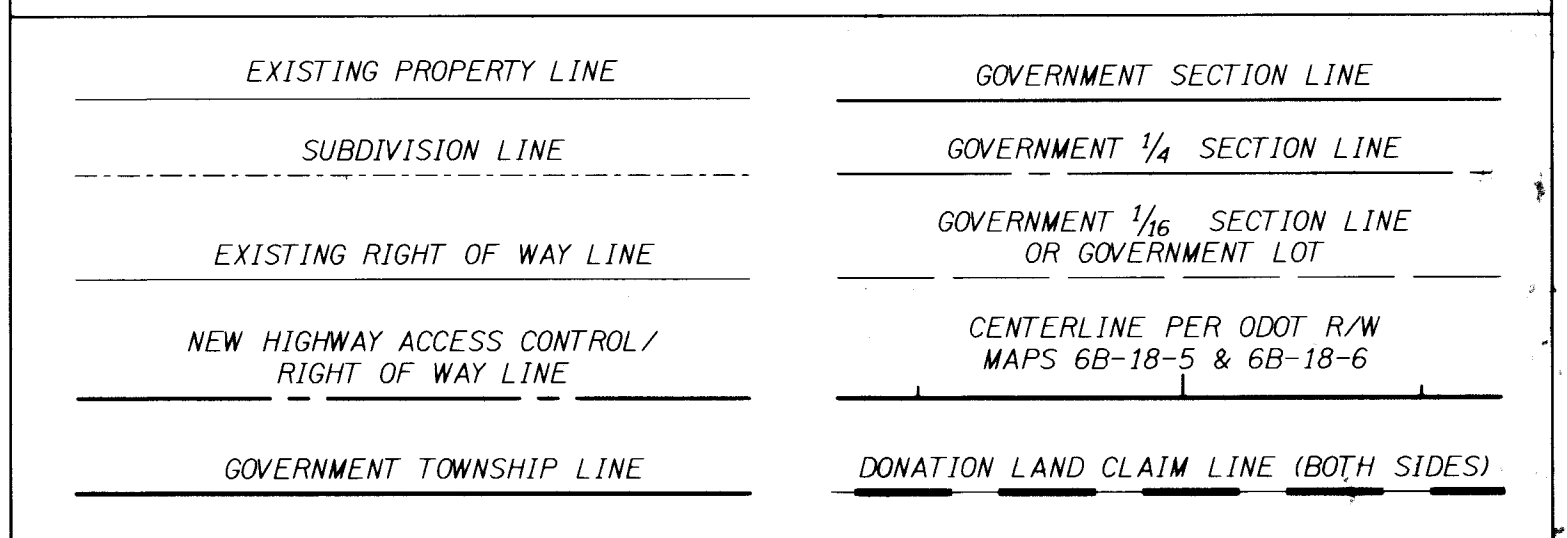 EXISTING PROPERTY LINE
SUBDIVISION LINE
EXISTING RIGHT OF WAY LINE
NEW HIGHWAY ACCESS CONTROL/
RIGHT OF WAY LINE
GOVERNMENT TOWNSHIP LINE
GOVERNMENT SECTION LINE
GOVERNMENT 1/4 SECTION LINE
GOVERNMENT 1/16 SECTION LINE
OR GOVERNMENT LOT
CENTERLINE PER ODOT R/W
MAPS 6B-18-5 & 6B-18-6
DONATION LAND CLAIM LINE (BOTH SIDES)